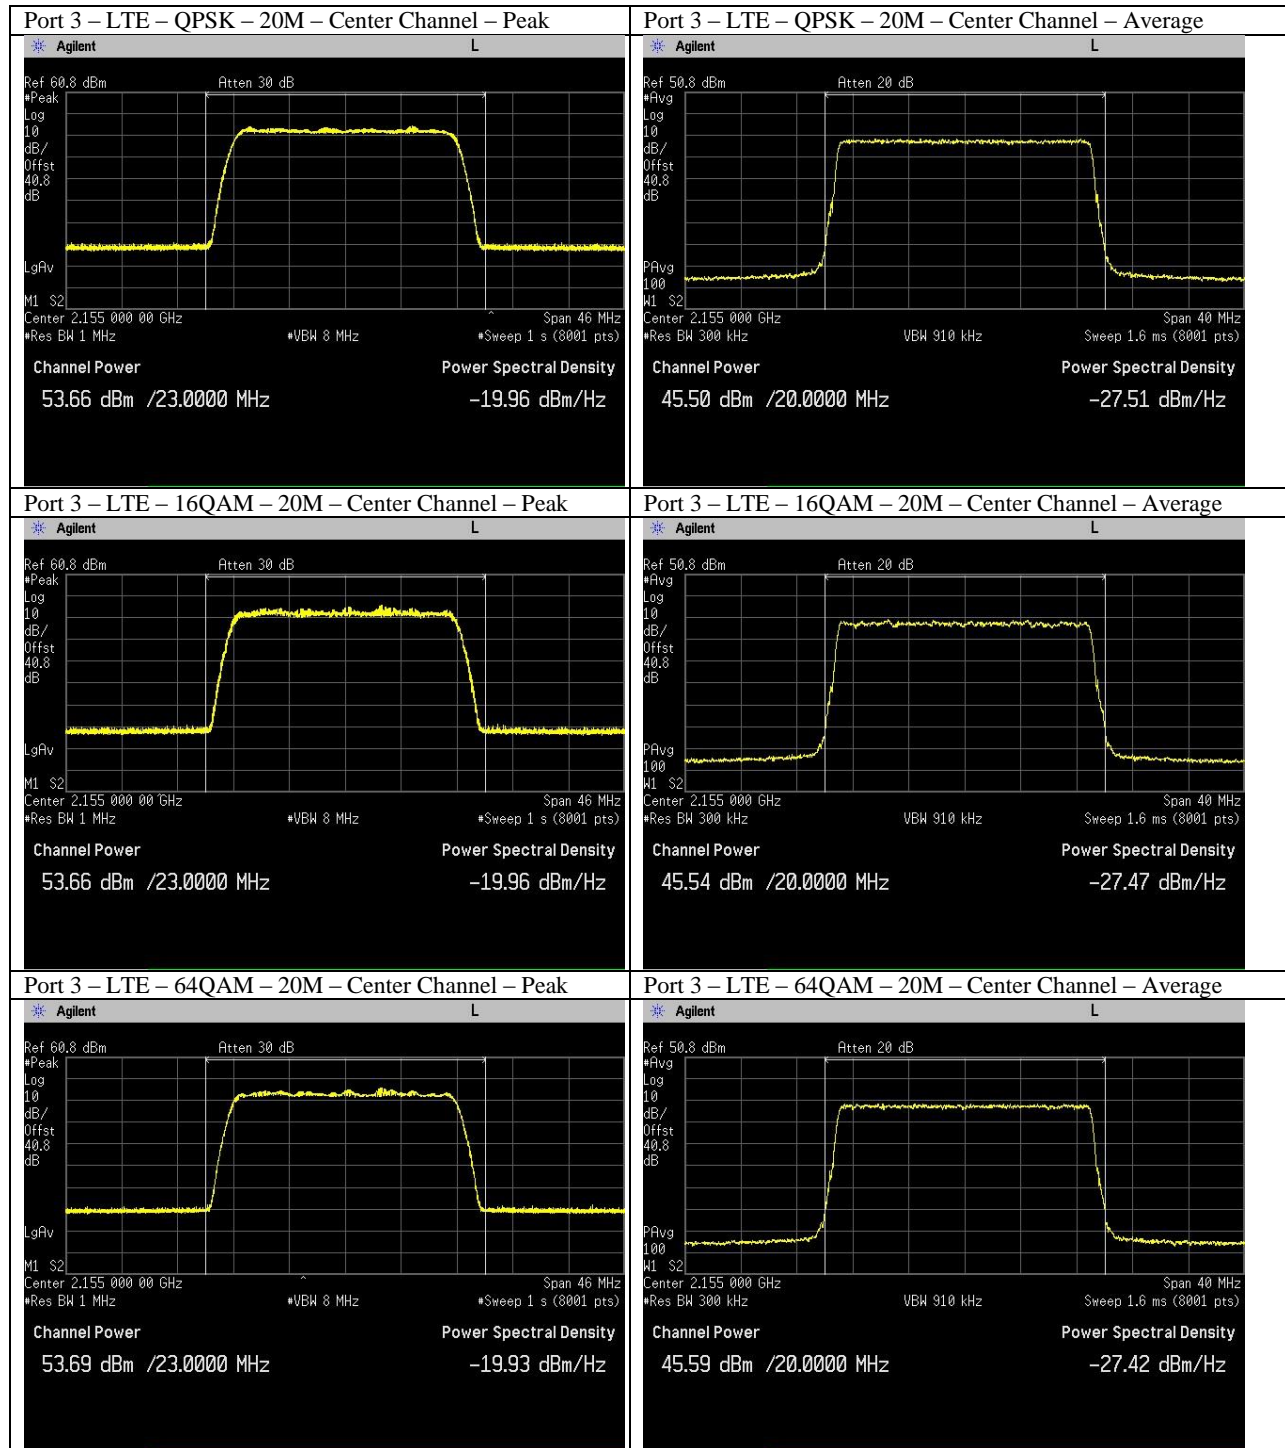 Port 3 – LTE – QPSK – 20M – Center Channel – Peak
Agilent L
Ref 60.8 dBm Atten 30 dB
#Peak
Log
10
dB/
Offst
40.8
dB
LgAv
M1 S2
Center 2.155 000 00 GHz Span 46 MHz
#Res BW 1 MHz #VBW 8 MHz #Sweep 1 s (8001 pts)
Channel Power Power Spectral Density
53.66 dBm /23.0000 MHz -19.96 dBm/Hz
Port 3 – LTE – QPSK – 20M – Center Channel – Average
Agilent L
Ref 50.8 dBm Atten 20 dB
#Avg
Log
10
dB/
Offst
40.8
dB
PAvg
100
W1 S2
Center 2.155 000 GHz Span 40 MHz
#Res BW 300 kHz VBW 910 kHz Sweep 1.6 ms (8001 pts)
Channel Power Power Spectral Density
45.50 dBm /20.0000 MHz -27.51 dBm/Hz
Port 3 – LTE – 16QAM – 20M – Center Channel – Peak
Agilent L
Ref 60.8 dBm Atten 30 dB
#Peak
Log
10
dB/
Offst
40.8
dB
LgAv
M1 S2
Center 2.155 000 00 GHz Span 46 MHz
#Res BW 1 MHz #VBW 8 MHz #Sweep 1 s (8001 pts)
Channel Power Power Spectral Density
53.66 dBm /23.0000 MHz -19.96 dBm/Hz
Port 3 – LTE – 16QAM – 20M – Center Channel – Average
Agilent L
Ref 50.8 dBm Atten 20 dB
#Avg
Log
10
dB/
Offst
40.8
dB
PAvg
100
W1 S2
Center 2.155 000 GHz Span 40 MHz
#Res BW 300 kHz VBW 910 kHz Sweep 1.6 ms (8001 pts)
Channel Power Power Spectral Density
45.54 dBm /20.0000 MHz -27.47 dBm/Hz
Port 3 – LTE – 64QAM – 20M – Center Channel – Peak
Agilent L
Ref 60.8 dBm Atten 30 dB
#Peak
Log
10
dB/
Offst
40.8
dB
LgAv
M1 S2
Center 2.155 000 00 GHz Span 46 MHz
#Res BW 1 MHz #VBW 8 MHz #Sweep 1 s (8001 pts)
Channel Power Power Spectral Density
53.69 dBm /23.0000 MHz -19.93 dBm/Hz
Port 3 – LTE – 64QAM – 20M – Center Channel – Average
Agilent L
Ref 50.8 dBm Atten 20 dB
#Avg
Log
10
dB/
Offst
40.8
dB
PAvg
100
W1 S2
Center 2.155 000 GHz Span 40 MHz
#Res BW 300 kHz VBW 910 kHz Sweep 1.6 ms (8001 pts)
Channel Power Power Spectral Density
45.59 dBm /20.0000 MHz -27.42 dBm/Hz